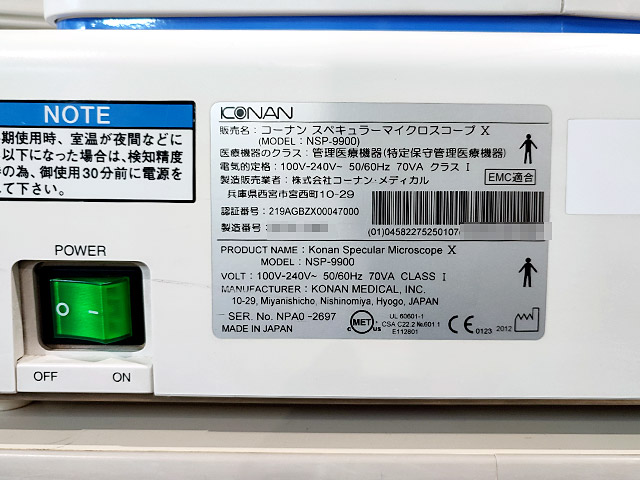 NOTE
期使用時、室温が夜間などに
以下になった場合は、検知精度
の為、御使用30分前に電源を
して下さい。
POWER
OFF ON
KONAN
販売名：コーナン スペキュラーマイクロスコープ X
(MODEL: NSP-9900)
医療機器のクラス：管理医療機器(特定保守管理医療機器)
電気的定格：100V-240V~ 50/60Hz 70VA クラス I
製造販売業者：株式会社コーナン・メディカル
EMC適合
兵庫県西宮市宮西町10-29
認証番号：219AGBZX00047000
製造番号：
(01)0458227525010
PRODUCT NAME: Konan Specular Microscope X
MODEL: NSP-9900
VOLT: 100V-240V~ 50/60Hz 70VA CLASS I
MANUFACTURER: KONAN MEDICAL, INC.
10-29, Miyanishicho, Nishinomiya, Hyogo, JAPAN
SER. No. NPA0 -2697
MADE IN JAPAN
c MET us
UL 60601-1
CSA C22.2 No.601.1
E112801
CE 0123
2012